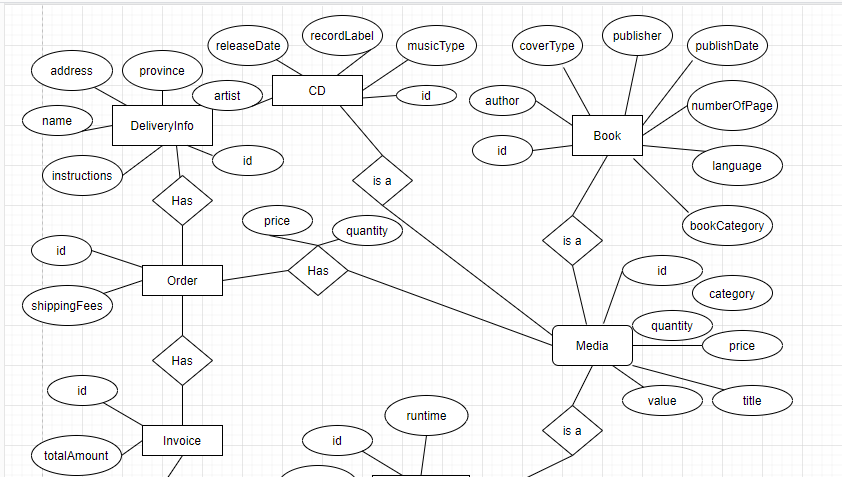 recordLabel
publisher
releaseDate
musicType
coverType
publishDate
address
province
artist
CD
id
author
numberOfPage
name
DeliveryInfo
Book
id
id
language
instructions
is a
Has
price
quantity
is a
bookCategory
id
Order
Has
id
category
shippingFees
quantity
Media
price
Has
id
value
title
runtime
is a
id
Invoice
totalAmount